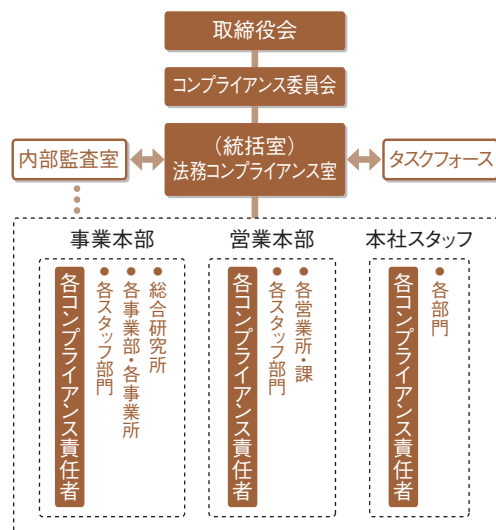 取締役会
コンプライアンス委員会
(統括室)
法務コンプライアンス室
内部監査室
タスクフォース
事業本部
総合研究所
各事業部・各事業所
各スタッフ部門
各コンプライアンス責任者
営業本部
各営業所・課
各スタッフ部門
各コンプライアンス責任者
本社スタッフ
各部門
各コンプライアンス責任者